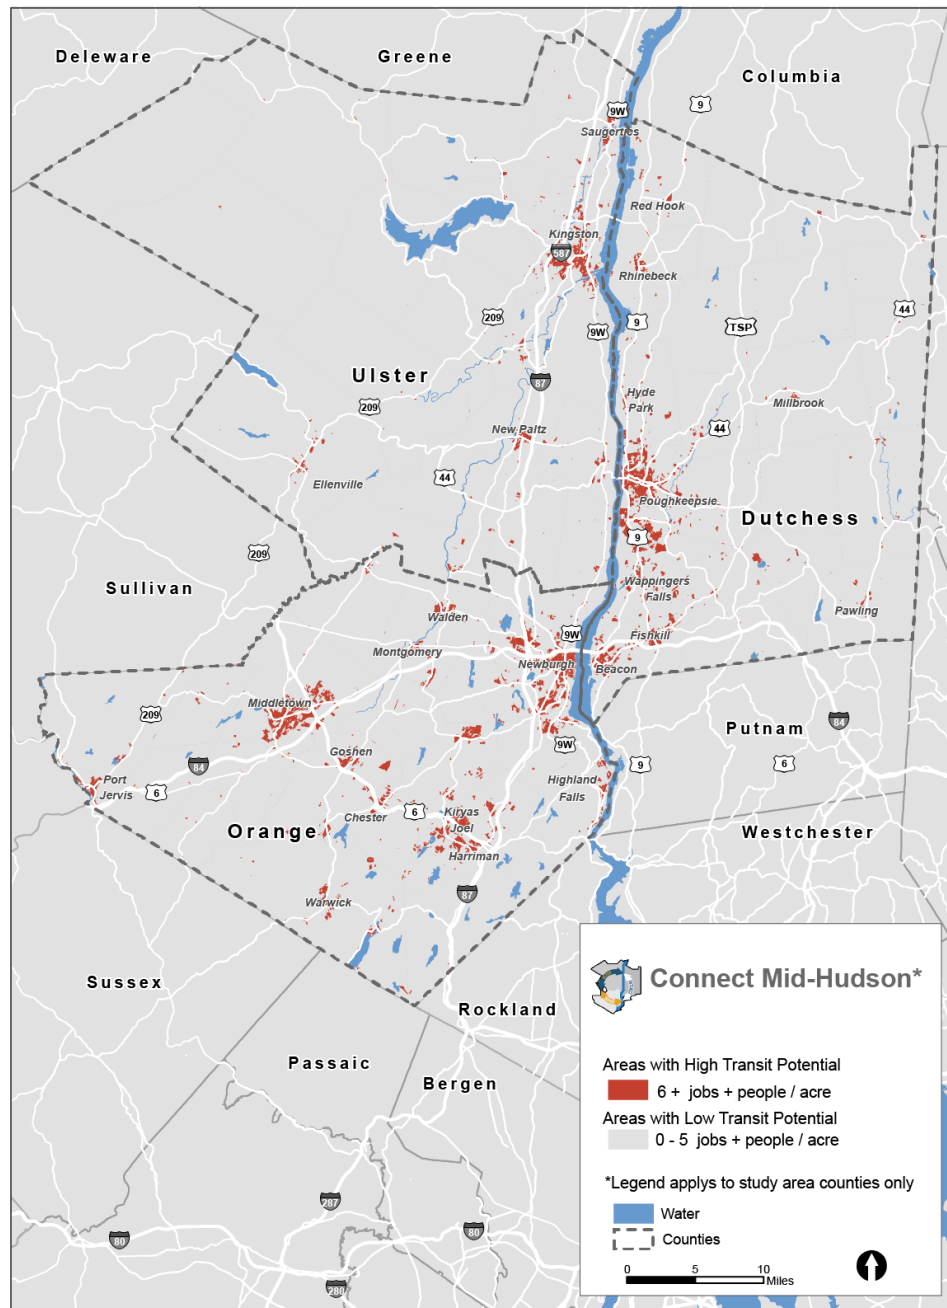 Deleware
Greene
Columbia
9
9W
Saugerties
Red Hook
Kingston
587
Rhinebeck
209
9W
9
TSP
44
Ulster
87
209
Hyde
Park
Millbrook
New Paltz
44
44
Ellenville
Poughkeepsie
Dutchess
9
209
Sullivan
Wappingers
Falls
Walden
Pawling
9W
Fishkill
Montgomery
Newburgh
Beacon
Middletown
209
Putnam
84
9W
Goshen
84
Port
Jervis
6
Highland
Falls
9
6
Chester
6
Kiryas
Joel
Orange
Westchester
Harriman
87
Warwick
Sussex
Rockland
Passaic
Bergen
287
80
80
280
Connect Mid-Hudson*
Areas with High Transit Potential
6 + jobs + people / acre
Areas with Low Transit Potential
0 - 5 jobs + people / acre
*Legend applys to study area counties only
Water
Counties
0 5 10
Miles